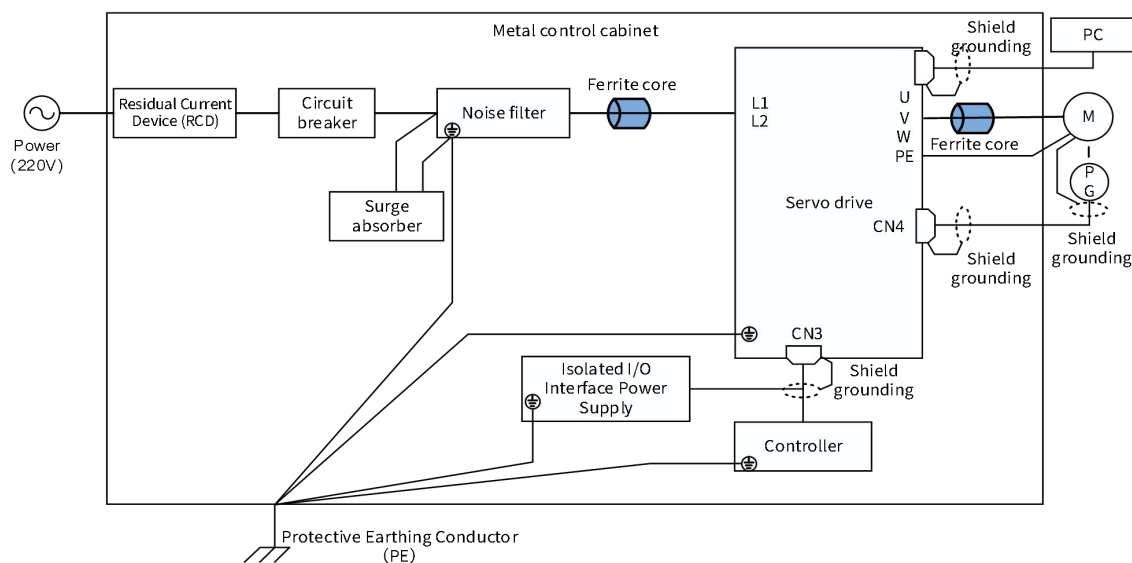 Metal control cabinet
Shield
grounding
PC
Power
(220V)
Residual Current
Device (RCD)
Circuit
breaker
Noise filter
Ferrite core
Surge
absorber
L1
L2
U
V
W
PE
Servo drive
CN4
CN3
Ferrite core
M
P
G
Shield
grounding
Shield
grounding
Shield
grounding
Isolated I/O
Interface Power
Supply
Controller
Protective Earthing Conductor
(PE)